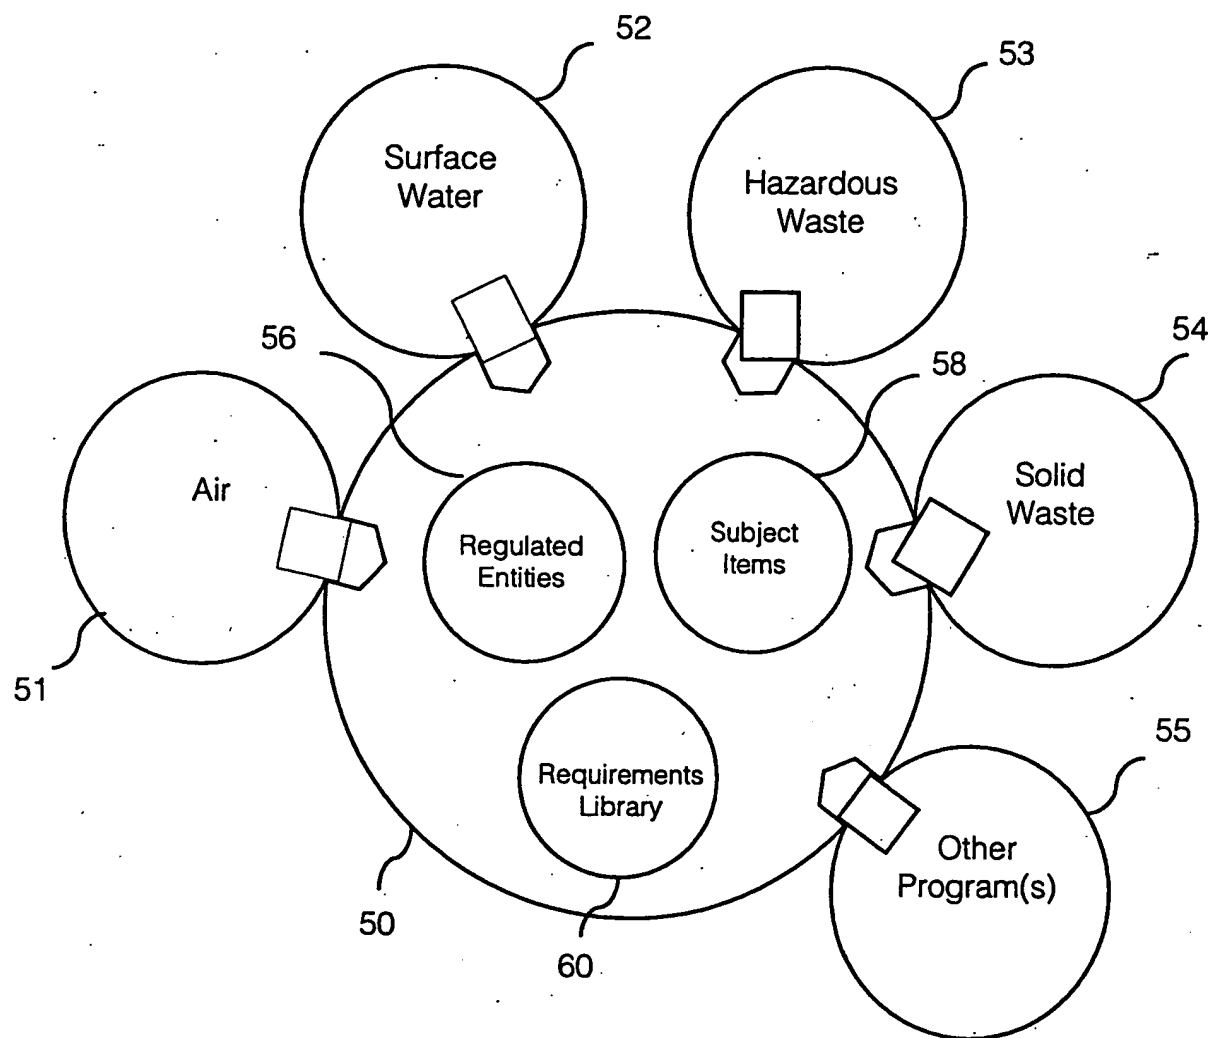 52
53
Surface
Water
Hazardous
Waste
56
54
58
Air
Solid
Waste
Regulated
Entities
Subject
Items
51
55
Requirements
Library
Other
Program(s)
50
60